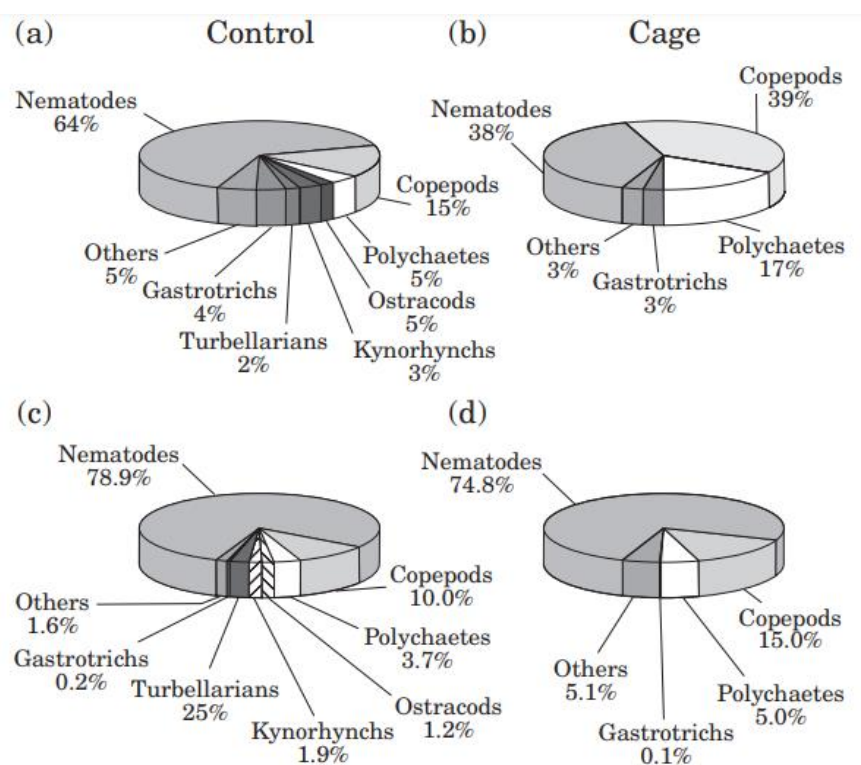 (a)
Control
Nematodes
64%
Copepods
15%
Polychaetes
5%
Ostracods
5%
Kynorhynchs
3%
Turbellarians
2%
Gastrotrichs
4%
Others
5%
(b)
Cage
Copepods
39%
Nematodes
38%
Polychaetes
17%
Gastrotrichs
3%
Others
3%
(c)
Nematodes
78.9%
Copepods
10.0%
Polychaetes
3.7%
Ostracods
1.2%
Kynorhynchs
1.9%
Turbellarians
25%
Gastrotrichs
0.2%
Others
1.6%
(d)
Nematodes
74.8%
Copepods
15.0%
Polychaetes
5.0%
Gastrotrichs
0.1%
Others
5.1%